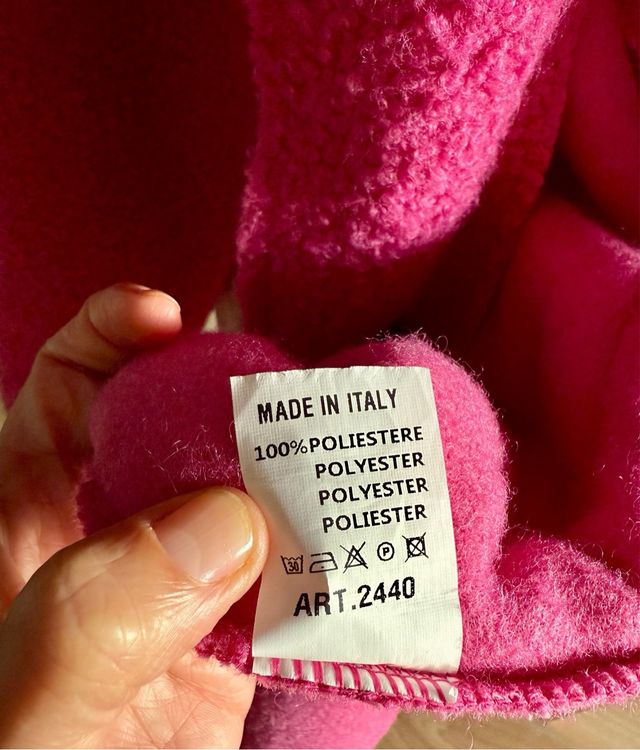 MADE IN ITALY
100%POLIESTERE
POLYESTER
POLYESTER
POLIESTER
30 P
ART.2440